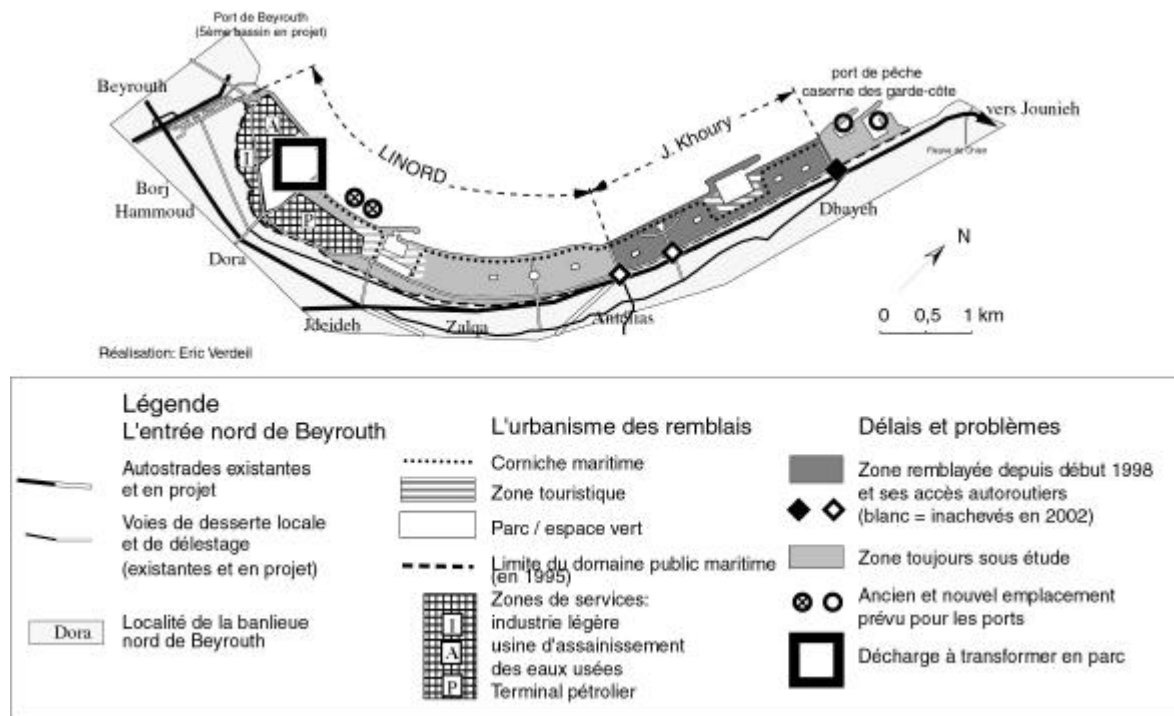 Port de Beyrouth
(5ème bassin en projet)
Beyrouth
port de pêche
caserne des garde-côte
vers Jounieh
J. Khoury
LINORD
A
I
P
Borj
Hammoud
Dora
Dbayeh
N
Jdeideh
Zalqa
Antélias
0 0,5 1 km
Réalisation: Eric Verdeil
Légende
L'entrée nord de Beyrouth
Autostrades existantes
et en projet
Voies de desserte locale
et de délestage
(existantes et en projet)
Dora
Localité de la banlieue
nord de Beyrouth
L'urbanisme des remblais
Corniche maritime
Zone touristique
Parc / espace vert
Limite du domaine public maritime
(en 1995)
Zones de services:
I
industrie légère
A
usine d'assainissement
des eaux usées
P
Terminal pétrolier
Délais et problèmes
Zone remblayée depuis début 1998
et ses accès autoroutiers
(blanc = inachevés en 2002)
Zone toujours sous étude
Ancien et nouvel emplacement
prévu pour les ports
Décharge à transformer en parc